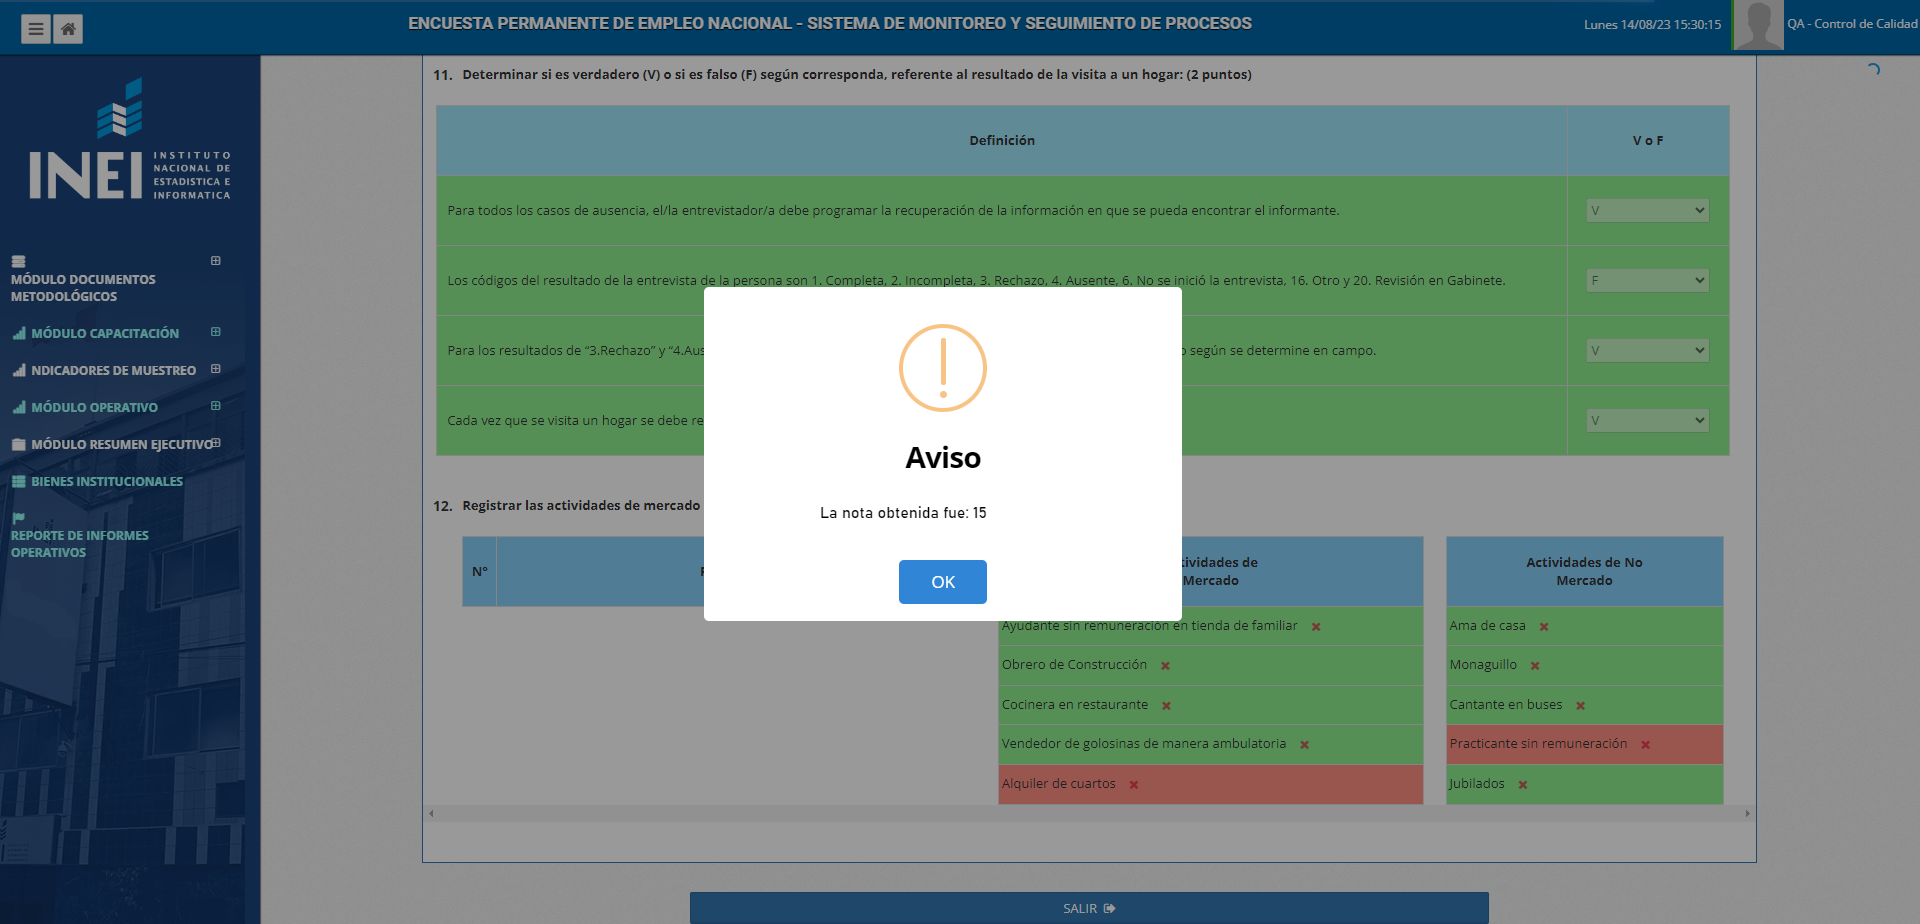 ENCUESTA PERMANENTE DE EMPLEO NACIONAL - SISTEMA DE MONITOREO Y SEGUIMIENTO DE PROCESOS
Lunes 14/08/23 15:30:15
QA - Control de Calidad
INEI
INSTITUTO
NACIONAL DE
ESTADISTICA E
INFORMATICA
MÓDULO DOCUMENTOS
METODOLÓGICOS
MÓDULO CAPACITACIÓN
NDICADORES DE MUESTREO
MÓDULO OPERATIVO
MÓDULO RESUMEN EJECUTIVO
BIENES INSTITUCIONALES
REPORTE DE INFORMES
OPERATIVOS
11. Determinar si es verdadero (V) o si es falso (F) según corresponda, referente al resultado de la visita a un hogar: (2 puntos)
Definición
V o F
Para todos los casos de ausencia, el/la entrevistador/a debe programar la recuperación de la información en que se pueda encontrar el informante.
V
Los códigos del resultado de la entrevista de la persona son 1. Completa, 2. Incompleta, 3. Rechazo, 4. Ausente, 6. No se inició la entrevista, 16. Otro y 20. Revisión en Gabinete.
F
Para los resultados de “3.Rechazo” y “4.Aus
según se determine en campo.
V
Cada vez que se visita un hogar se debe re
V
Aviso
La nota obtenida fue: 15
OK
12. Registrar las actividades de mercado
N°
tividades de
Mercado
Ayudante sin remuneración en tienda de familiar
Obrero de Construcción
Cocinera en restaurante
Vendedor de golosinas de manera ambulatoria
Alquiler de cuartos
Actividades de No
Mercado
Ama de casa
Monaguillo
Cantante en buses
Practicante sin remuneración
Jubilados
SALIR